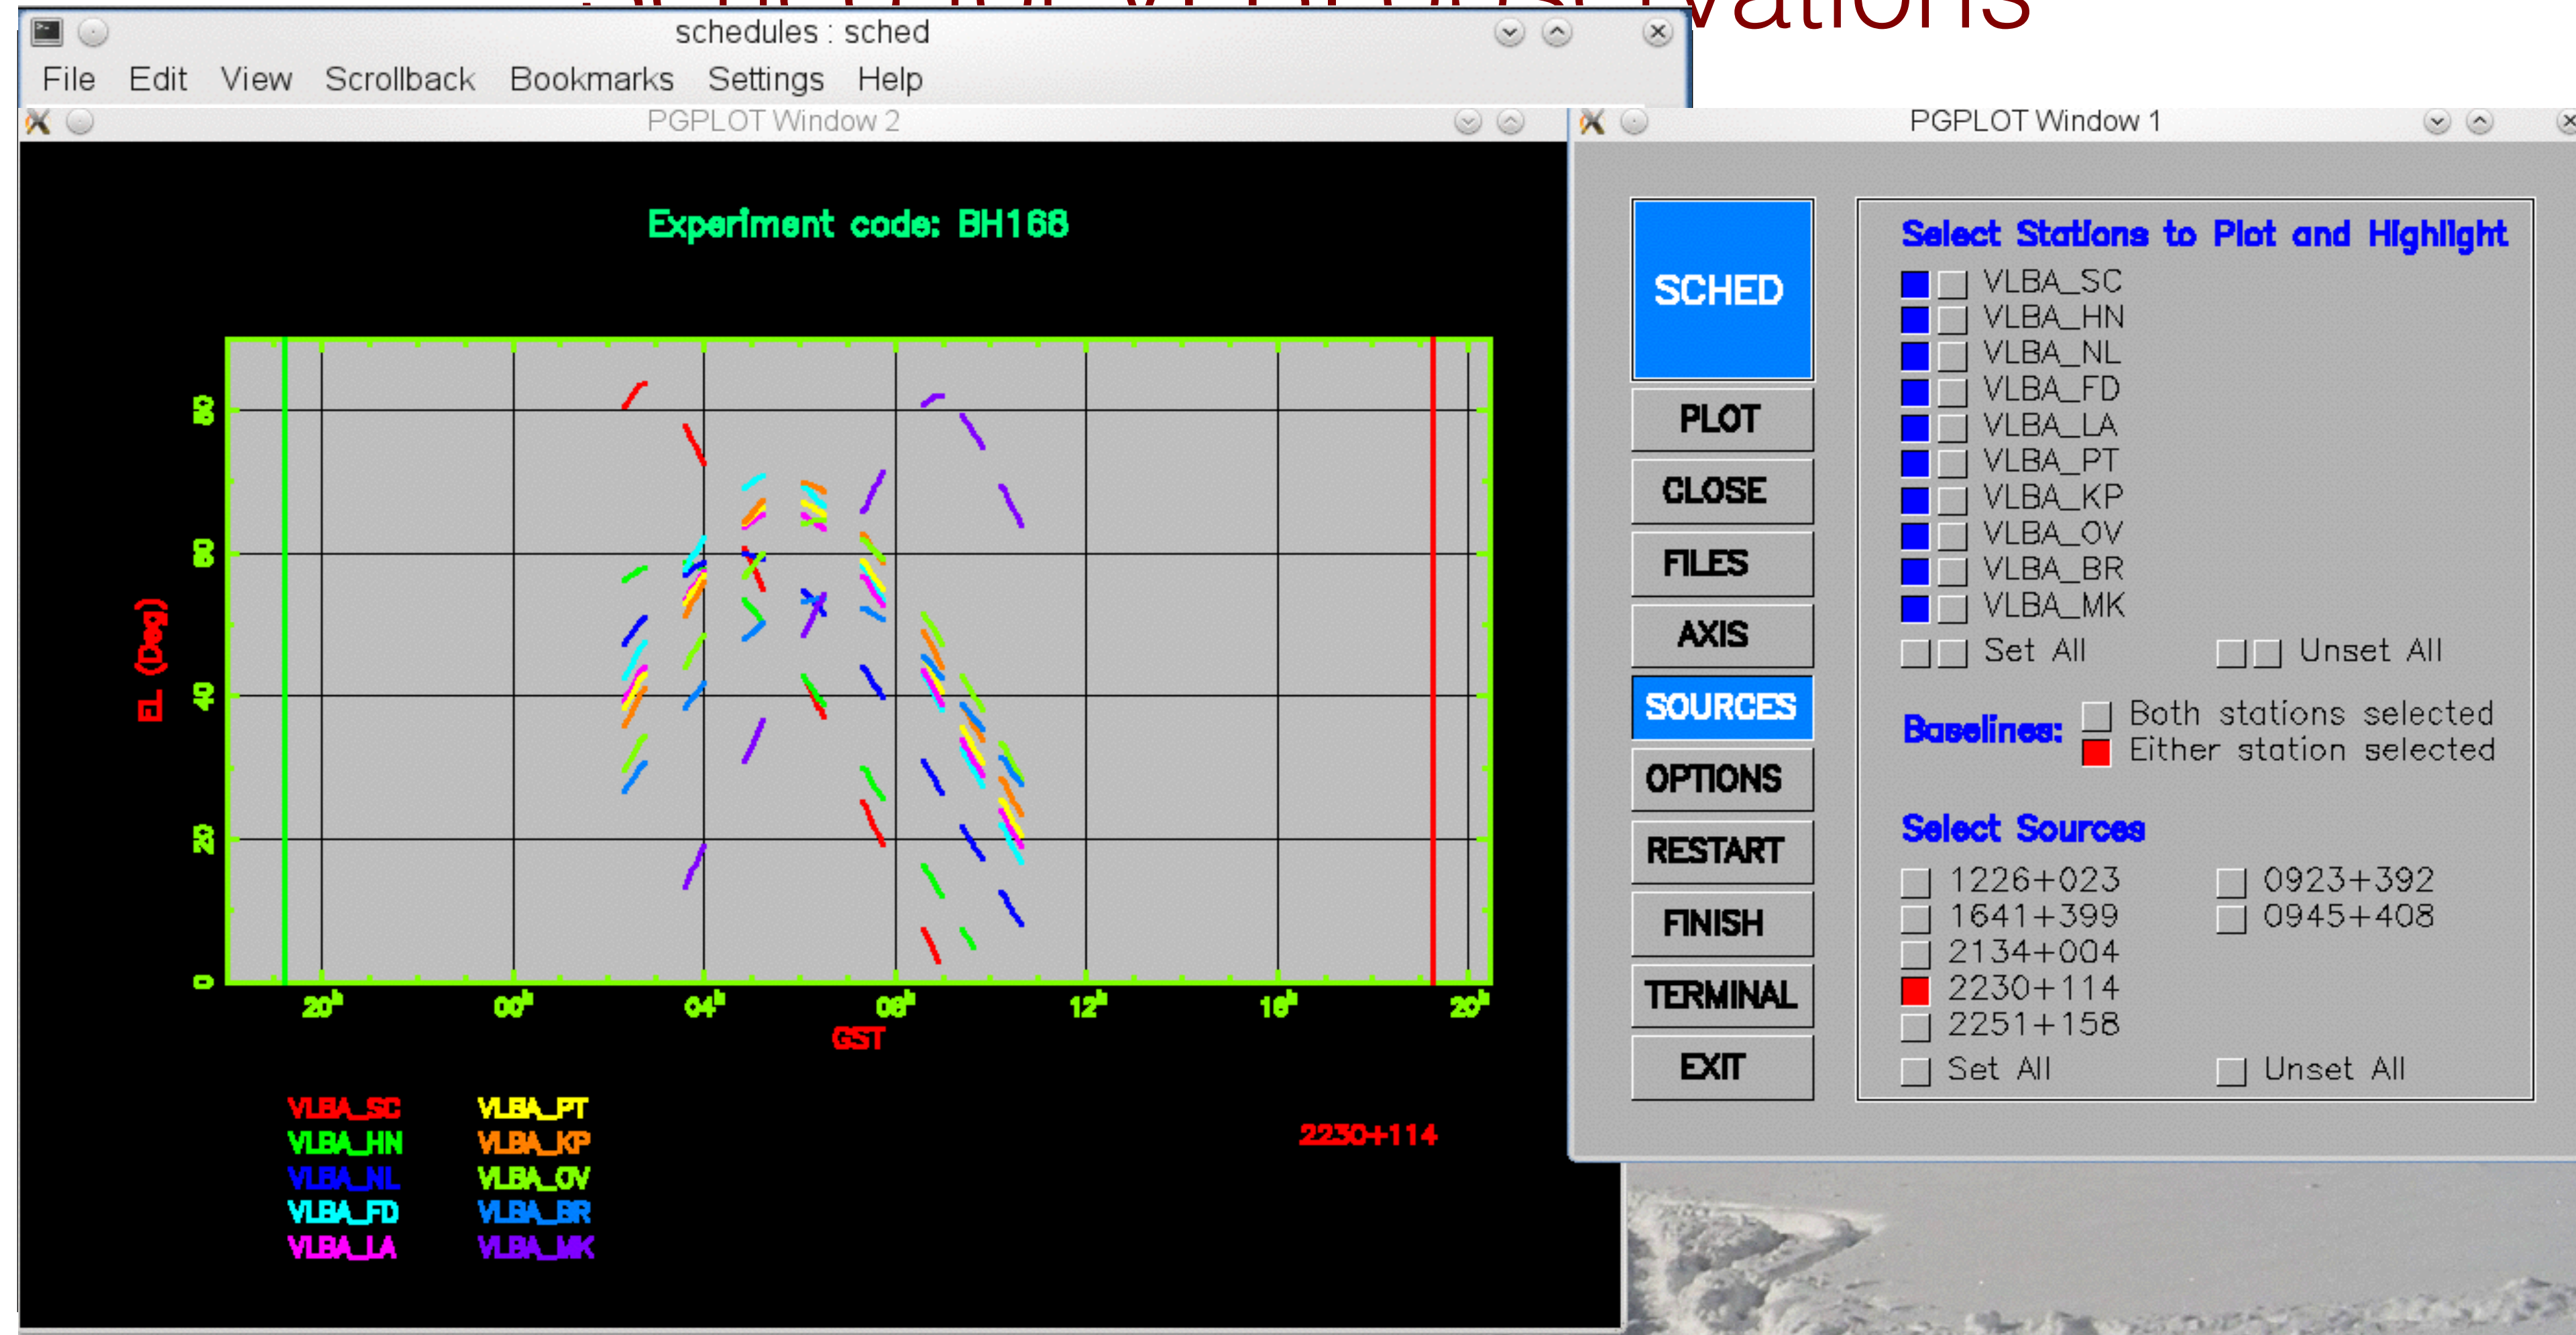 vations
schedules : sched
File Edit View Scrollback Bookmarks Settings Help
PGPLOT Window 2
Experiment code: BH168
80
60
40
20
0
EL (Deg)
20h 00h 04h 08h 12h 16h 20h
GST
VLBA_SC VLBA_PT
VLBA_HN VLBA_KP
VLBA_NL VLBA_OV
VLBA_FD VLBA_BR
VLBA_LA VLBA_MK
2230+114
PGPLOT Window 1
SCHED
PLOT
CLOSE
FILES
AXIS
SOURCES
OPTIONS
RESTART
FINISH
TERMINAL
EXIT
Select Stations to Plot and Highlight
VLBA_SC
VLBA_HN
VLBA_NL
VLBA_FD
VLBA_LA
VLBA_PT
VLBA_KP
VLBA_OV
VLBA_BR
VLBA_MK
Set All Unset All
Baselines: Both stations selected
Either station selected
Select Sources
1226+023 0923+392
1641+399 0945+408
2134+004
2230+114
2251+158
Set All Unset All